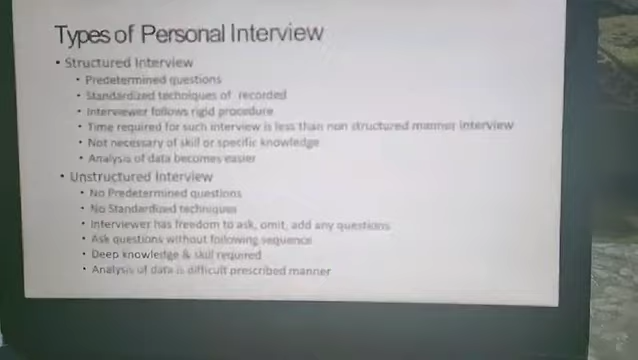 Types of Personal Interview
• Structured Interview
• Predetermined questions
• Standardized techniques of recorded
• Interviewer follows rigid procedure
• Time required for such interview is less than non structured manner interview
• Not necessary of skill or specific knowledge
• Analysis of data becomes easier
• Unstructured Interview
• No Predetermined questions
• No Standardized techniques
• Interviewer has freedom to ask, omit, add any questions
• Ask questions without following sequence
• Deep knowledge & skill required
• Analysis of data is difficult prescribed manner